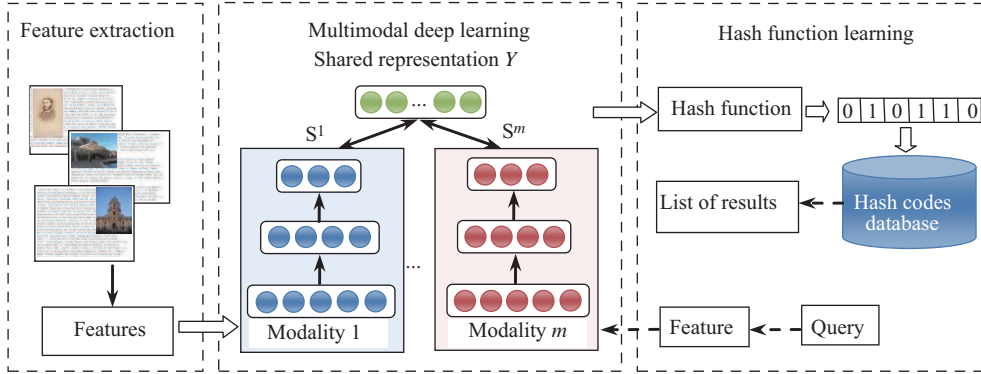 Feature extraction
Features
Multimodal deep learning
Shared representation Y
...
S¹
Sᵐ
...
Modality 1
Modality m
Hash function learning
Hash function
0 1 0 1 1 0
List of results
Hash codes
database
Feature
Query